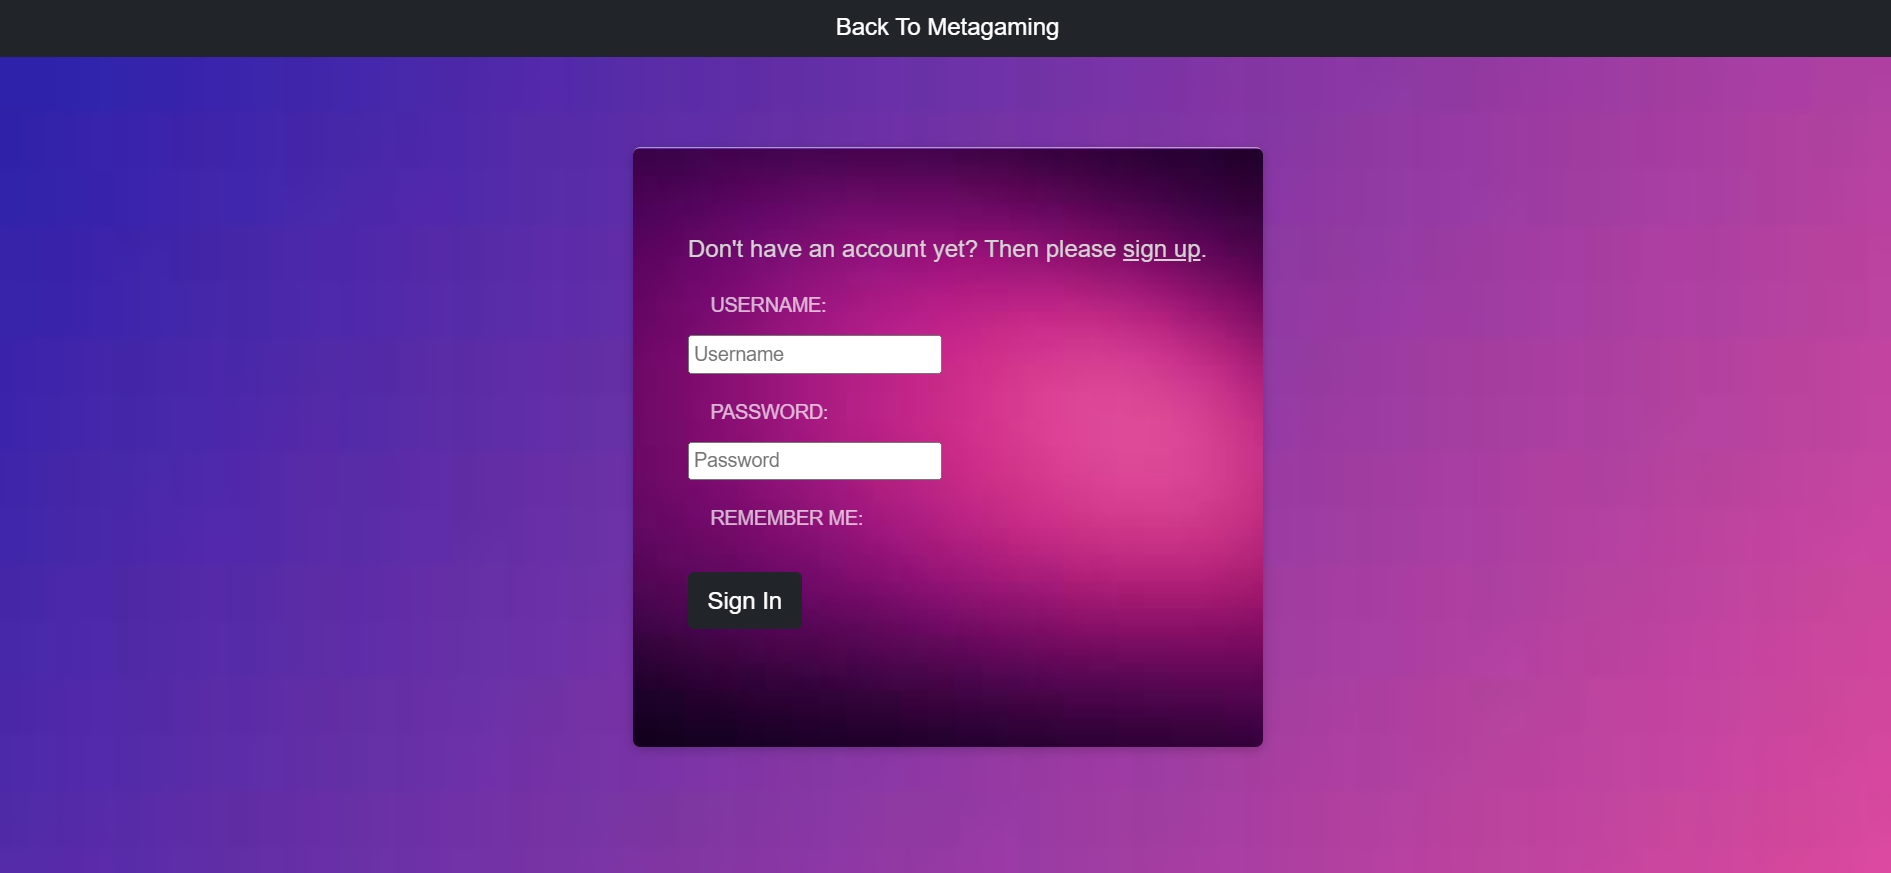 Back To Metagaming
Don't have an account yet? Then please sign up.
USERNAME:
Username
PASSWORD:
Password
REMEMBER ME:
Sign In